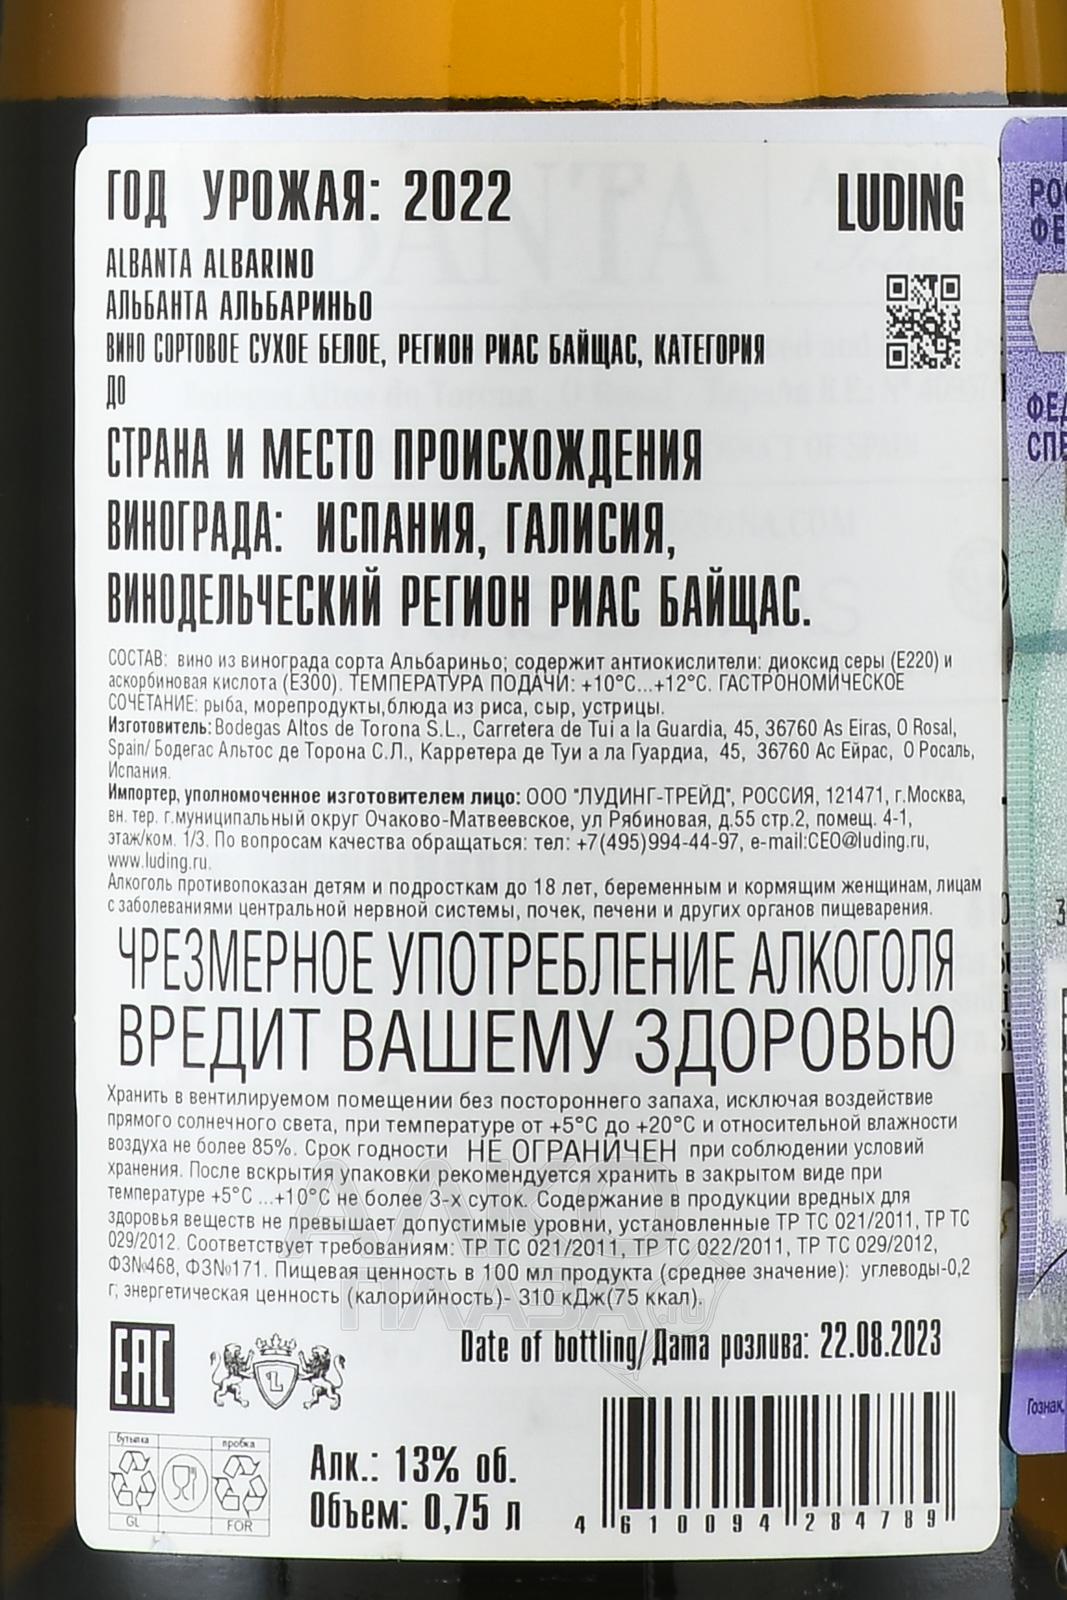 ГОД УРОЖАЯ: 2022
LUDING
ALBANTA ALBARINO
АЛЬБАНТА АЛЬБАРИНЬО
ВИНО СОРТОВОЕ СУХОЕ БЕЛОЕ, РЕГИОН РИАС БАЙЩАС, КАТЕГОРИЯ
ДО
СТРАНА И МЕСТО ПРОИСХОЖДЕНИЯ
ВИНОГРАДА: ИСПАНИЯ, ГАЛИСИЯ,
ВИНОДЕЛЬЧЕСКИЙ РЕГИОН РИАС БАЙЩАС.
СОСТАВ: вино из винограда сорта Альбариньо; содержит антиокислители: диоксид серы (Е220) и
аскорбиновая кислота (Е300). ТЕМПЕРАТУРА ПОДАЧИ: +10°С...+12°С. ГАСТРОНОМИЧЕСКОЕ
СОЧЕТАНИЕ: рыба, морепродукты,блюда из риса, сыр, устрицы.
Изготовитель: Bodegas Altos de Torona S.L., Carretera de Tui a la Guardia, 45, 36760 As Eiras, O Rosal,
Spain/ Бодегас Альтос де Торона С.Л., Карретера де Туи а ла Гуардиа, 45, 36760 Ас Ейрас, О Росаль,
Испания.
Импортер, уполномоченное изготовителем лицо: ООО "ЛУДИНГ-ТРЕЙД", РОССИЯ, 121471, г.Москва,
вн. тер. г.муниципальный округ Очаково-Матвеевское, ул Рябиновая, д.55 стр.2, помещ. 4-1,
этаж/ком. 1/3. По вопросам качества обращаться: тел: +7(495)994-44-97, e-mail:CEO@luding.ru,
www.luding.ru.
Алкоголь противопоказан детям и подросткам до 18 лет, беременным и кормящим женщинам, лицам
с заболеваниями центральной нервной системы, почек, печени и других органов пищеварения.
ЧРЕЗМЕРНОЕ УПОТРЕБЛЕНИЕ АЛКОГОЛЯ
ВРЕДИТ ВАШЕМУ ЗДОРОВЬЮ
Хранить в вентилируемом помещении без постороннего запаха, исключая воздействие
прямого солнечного света, при температуре от +5°С до +20°С и относительной влажности
воздуха не более 85%. Срок годности НЕ ОГРАНИЧЕН при соблюдении условий
хранения. После вскрытия упаковки рекомендуется хранить в закрытом виде при
температуре +5°С ...+10°С не более 3-х суток. Содержание в продукции вредных для
здоровья веществ не превышает допустимые уровни, установленные ТР ТС 021/2011, ТР ТС
029/2012. Соответствует требованиям: ТР ТС 021/2011, ТР ТС 022/2011, ТР ТС 029/2012,
ФЗ№468, ФЗ№171. Пищевая ценность в 100 мл продукта (среднее значение): углеводы-0,2
г; энергетическая ценность (калорийность)- 310 кДж(75 ккал).
EAC
L
Date of bottling/Дата розлива: 22.08.2023
бутылка
пробка
GL
FOR
Алк.: 13% об.
Объем: 0,75 л
4 610094 284789
РОС
ФЕ
ФЕД
СПЕ
Гознак,